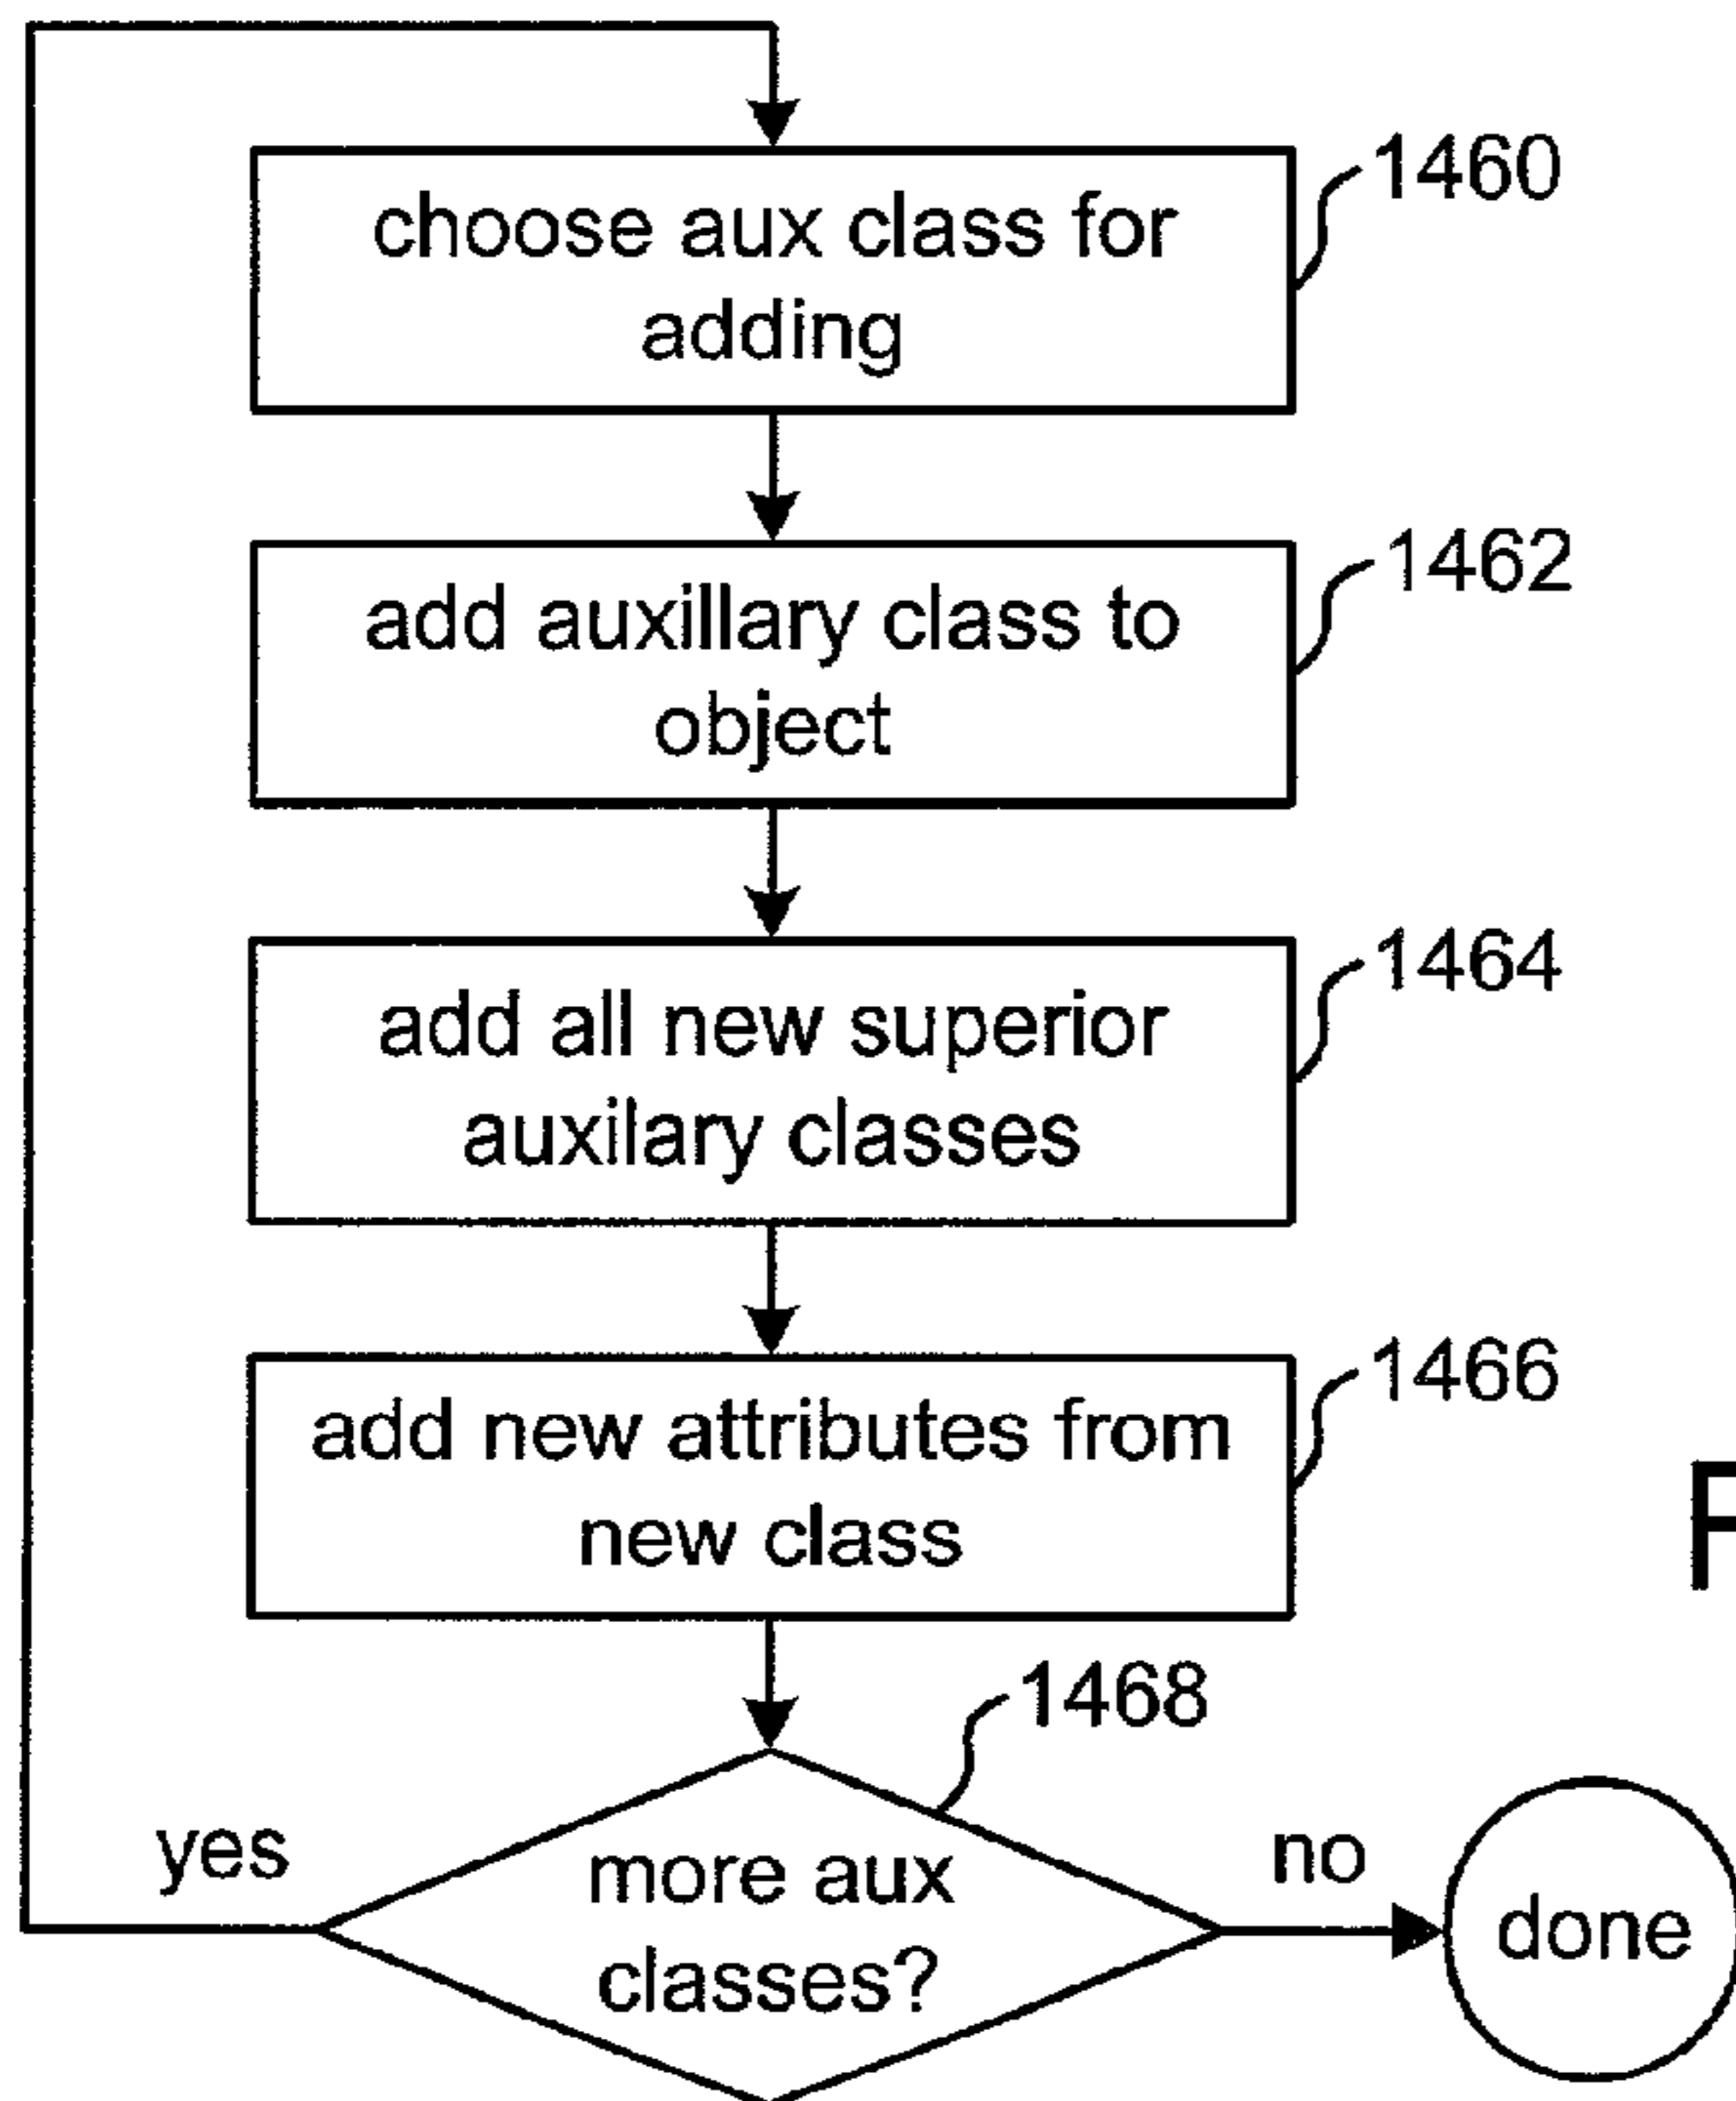 choose aux class for
adding
1460
add auxillary class to
object
1462
add all new superior
auxilary classes
1464
add new attributes from
new class
1466
F
1468
more aux
classes?
yes
no
done